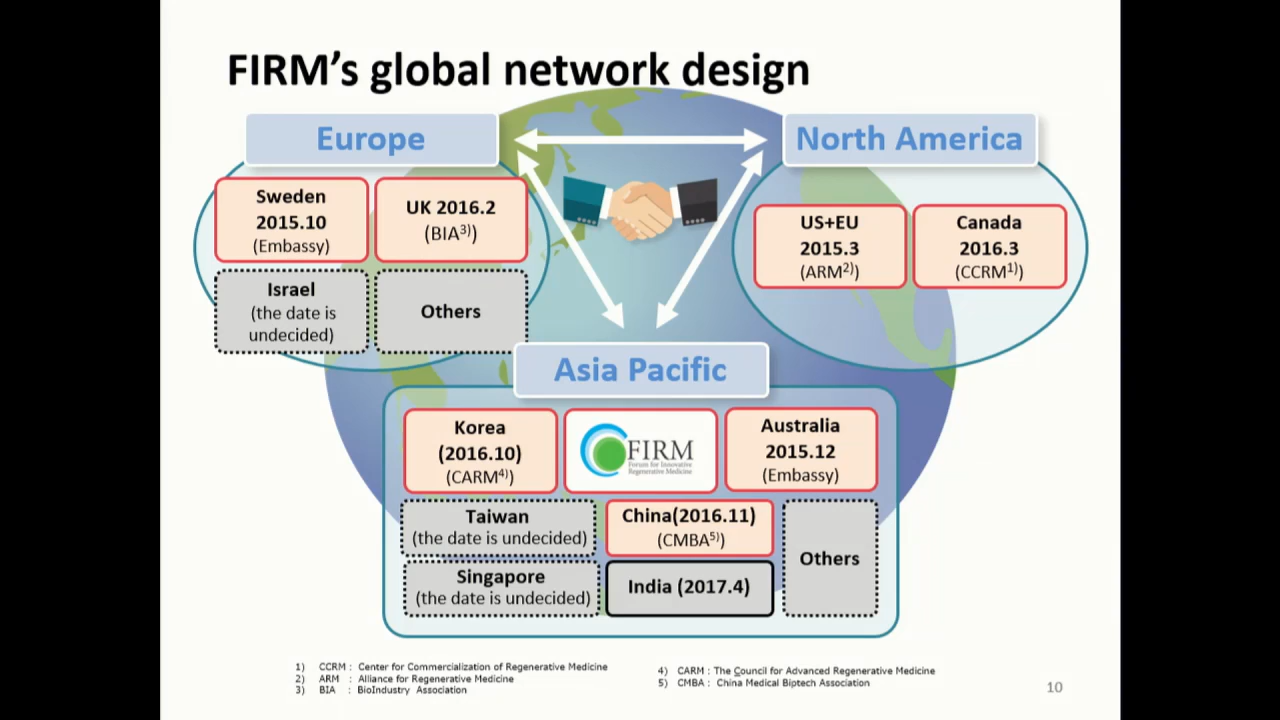 FIRM's global network design
Europe
North America
Sweden
2015.10
(Embassy)
UK 2016.2
(BIA3))
Israel
(the date is
undecided)
Others
US+EU
2015.3
(ARM2))
Canada
2016.3
(CCRM1))
Asia Pacific
Korea
(2016.10)
(CARM4))
FIRM
Forum for Innovative
Regenerative Medicine
Australia
2015.12
(Embassy)
Taiwan
(the date is undecided)
China(2016.11)
(CMBA5))
Others
Singapore
(the date is undecided)
India (2017.4)
1) CCRM : Center for Commercialization of Regenerative Medicine
2) ARM : Alliance for Regenerative Medicine
3) BIA : BioIndustry Association
4) CARM : The Council for Advanced Regenerative Medicine
5) CMBA : China Medical Biptech Association
10